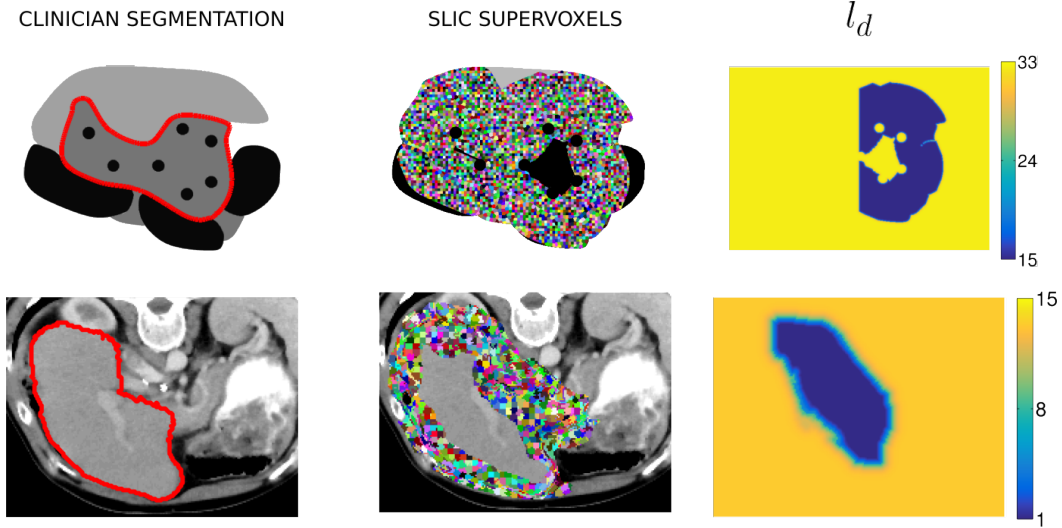 CLINICIAN SEGMENTATION
SLIC SUPERVOXELS
l_d
33
24
15
15
8
1